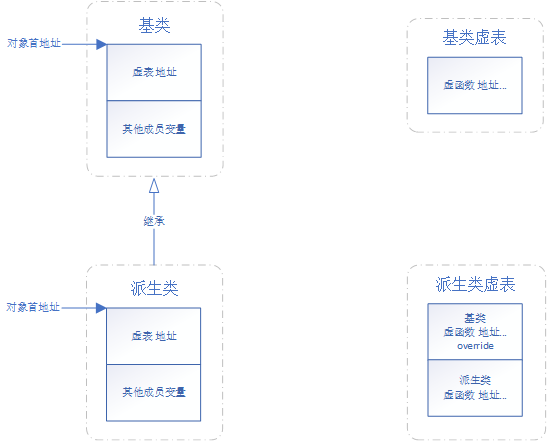 基类
对象首地址
虚表 地址
其他成员变量
基类虚表
虚函数 地址...
继承
派生类
对象首地址
虚表 地址
其他成员变量
派生类虚表
基类
虚函数 地址...
override
派生类
虚函数 地址...